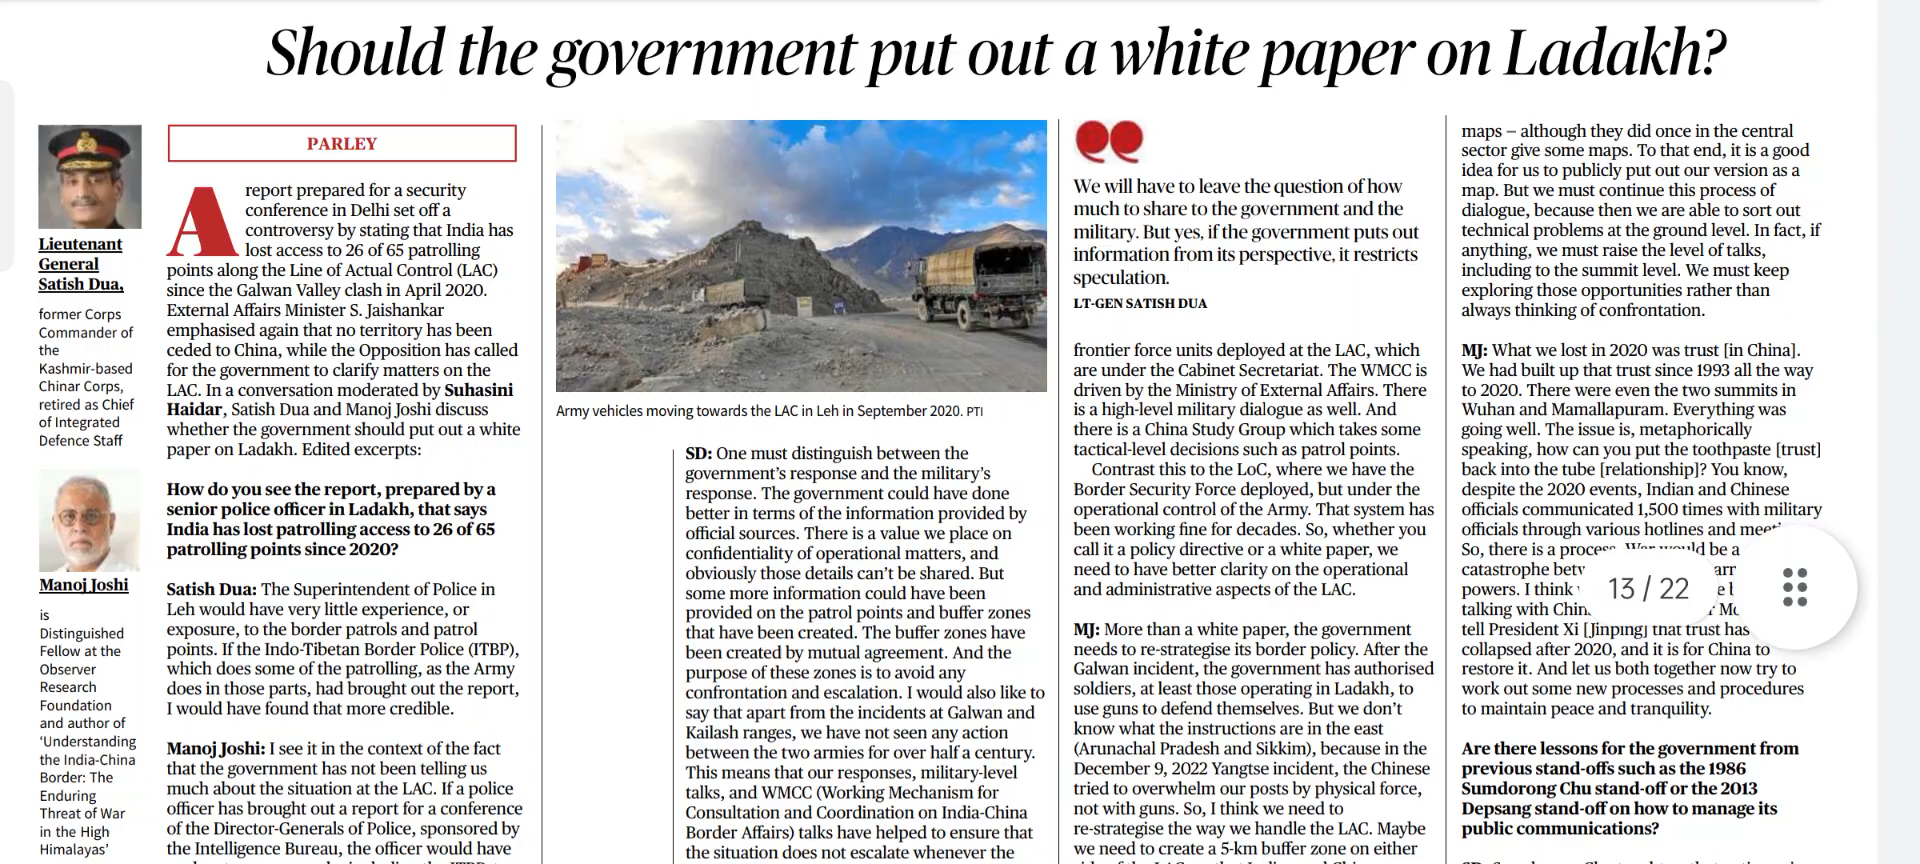 Should the government put out a white paper on Ladakh?
Lieutenant
General
Satish Dua,
former Corps
Commander of
the
Kashmir-based
Chinar Corps,
retired as Chief
of Integrated
Defence Staff
Manoj Joshi
is
Distinguished
Fellow at the
Observer
Research
Foundation
and author of
‘Understanding
the India-China
Border: The
Enduring
Threat of War
in the High
Himalayas’
PARLEY
A report prepared for a security
conference in Delhi set off a
controversy by stating that India has
lost access to 26 of 65 patrolling
points along the Line of Actual Control (LAC)
since the Galwan Valley clash in April 2020.
External Affairs Minister S. Jaishankar
emphasised again that no territory has been
ceded to China, while the Opposition has called
for the government to clarify matters on the
LAC. In a conversation moderated by Suhasini
Haidar, Satish Dua and Manoj Joshi discuss
whether the government should put out a white
paper on Ladakh. Edited excerpts:
How do you see the report, prepared by a
senior police officer in Ladakh, that says
India has lost patrolling access to 26 of 65
patrolling points since 2020?
Satish Dua: The Superintendent of Police in
Leh would have very little experience, or
exposure, to the border patrols and patrol
points. If the Indo-Tibetan Border Police (ITBP),
which does some of the patrolling, as the Army
does in those parts, had brought out the report,
I would have found that more credible.
Manoj Joshi: I see it in the context of the fact
that the government has not been telling us
much about the situation at the LAC. If a police
officer has brought out a report for a conference
of the Director-Generals of Police, sponsored by
the Intelligence Bureau, the officer would have
Army vehicles moving towards the LAC in Leh in September 2020. PTI
SD: One must distinguish between the
government’s response and the military’s
response. The government could have done
better in terms of the information provided by
official sources. There is a value we place on
confidentiality of operational matters, and
obviously those details can’t be shared. But
some more information could have been
provided on the patrol points and buffer zones
that have been created. The buffer zones have
been created by mutual agreement. And the
purpose of these zones is to avoid any
confrontation and escalation. I would also like to
say that apart from the incidents at Galwan and
Kailash ranges, we have not seen any action
between the two armies for over half a century.
This means that our responses, military-level
talks, and WMCC (Working Mechanism for
Consultation and Coordination on India-China
Border Affairs) talks have helped to ensure that
the situation does not escalate whenever the
We will have to leave the question of how
much to share to the government and the
military. But yes, if the government puts out
information from its perspective, it restricts
speculation.
LT-GEN SATISH DUA
frontier force units deployed at the LAC, which
are under the Cabinet Secretariat. The WMCC is
driven by the Ministry of External Affairs. There
is a high-level military dialogue as well. And
there is a China Study Group which takes some
tactical-level decisions such as patrol points.
Contrast this to the LoC, where we have the
Border Security Force deployed, but under the
operational control of the Army. That system has
been working fine for decades. So, whether you
call it a policy directive or a white paper, we
need to have better clarity on the operational
and administrative aspects of the LAC.
MJ: More than a white paper, the government
needs to re-strategise its border policy. After the
Galwan incident, the government has authorised
soldiers, at least those operating in Ladakh, to
use guns to defend themselves. But we don’t
know what the instructions are in the east
(Arunachal Pradesh and Sikkim), because in the
December 9, 2022 Yangtse incident, the Chinese
tried to overwhelm our posts by physical force,
not with guns. So, I think we need to
re-strategise the way we handle the LAC. Maybe
we need to create a 5-km buffer zone on either
maps – although they did once in the central
sector give some maps. To that end, it is a good
idea for us to publicly put out our version as a
map. But we must continue this process of
dialogue, because then we are able to sort out
technical problems at the ground level. In fact, if
anything, we must raise the level of talks,
including to the summit level. We must keep
exploring those opportunities rather than
always thinking of confrontation.
MJ: What we lost in 2020 was trust [in China].
We had built up that trust since 1993 all the way
to 2020. There were even the two summits in
Wuhan and Mamallapuram. Everything was
going well. The issue is, metaphorically
speaking, how can you put the toothpaste [trust]
back into the tube [relationship]? You know,
despite the 2020 events, Indian and Chinese
officials communicated 1,500 times with military
officials through various hotlines and
So, there is a process. War would be a
catastrophe
powers. I think
talking with
tell President Xi [Jinping] that trust has
collapsed after 2020, and it is for China to
restore it. And let us both together now try to
work out some new processes and procedures
to maintain peace and tranquility.
Are there lessons for the government from
previous stand-offs such as the 1986
Sumdorong Chu stand-off or the 2013
Depsang stand-off on how to manage its
public communications?
13 / 22